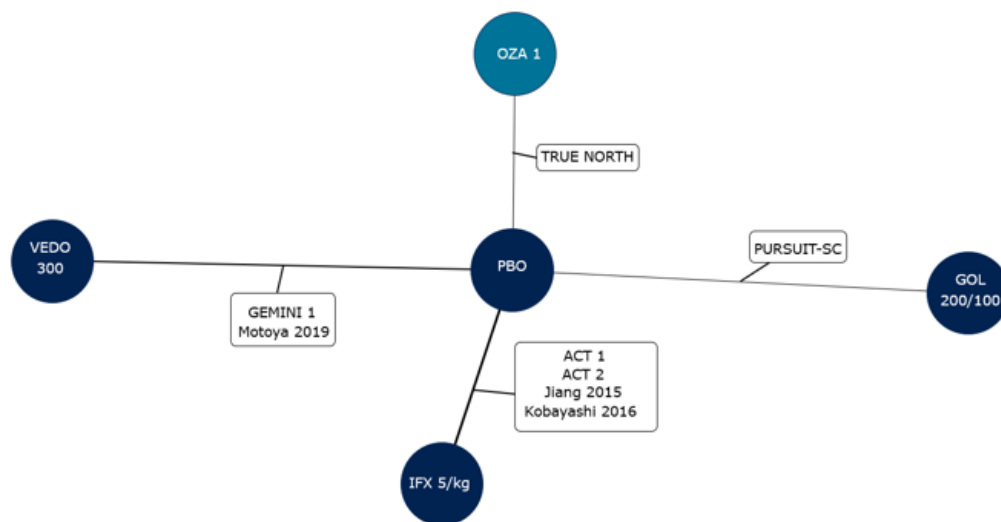 OZA 1
TRUE NORTH
VEDO
300
PBO
PURSUIT-SC
GOL
200/100
GEMINI 1
Motoya 2019
ACT 1
ACT 2
Jiang 2015
Kobayashi 2016
IFX 5/kg